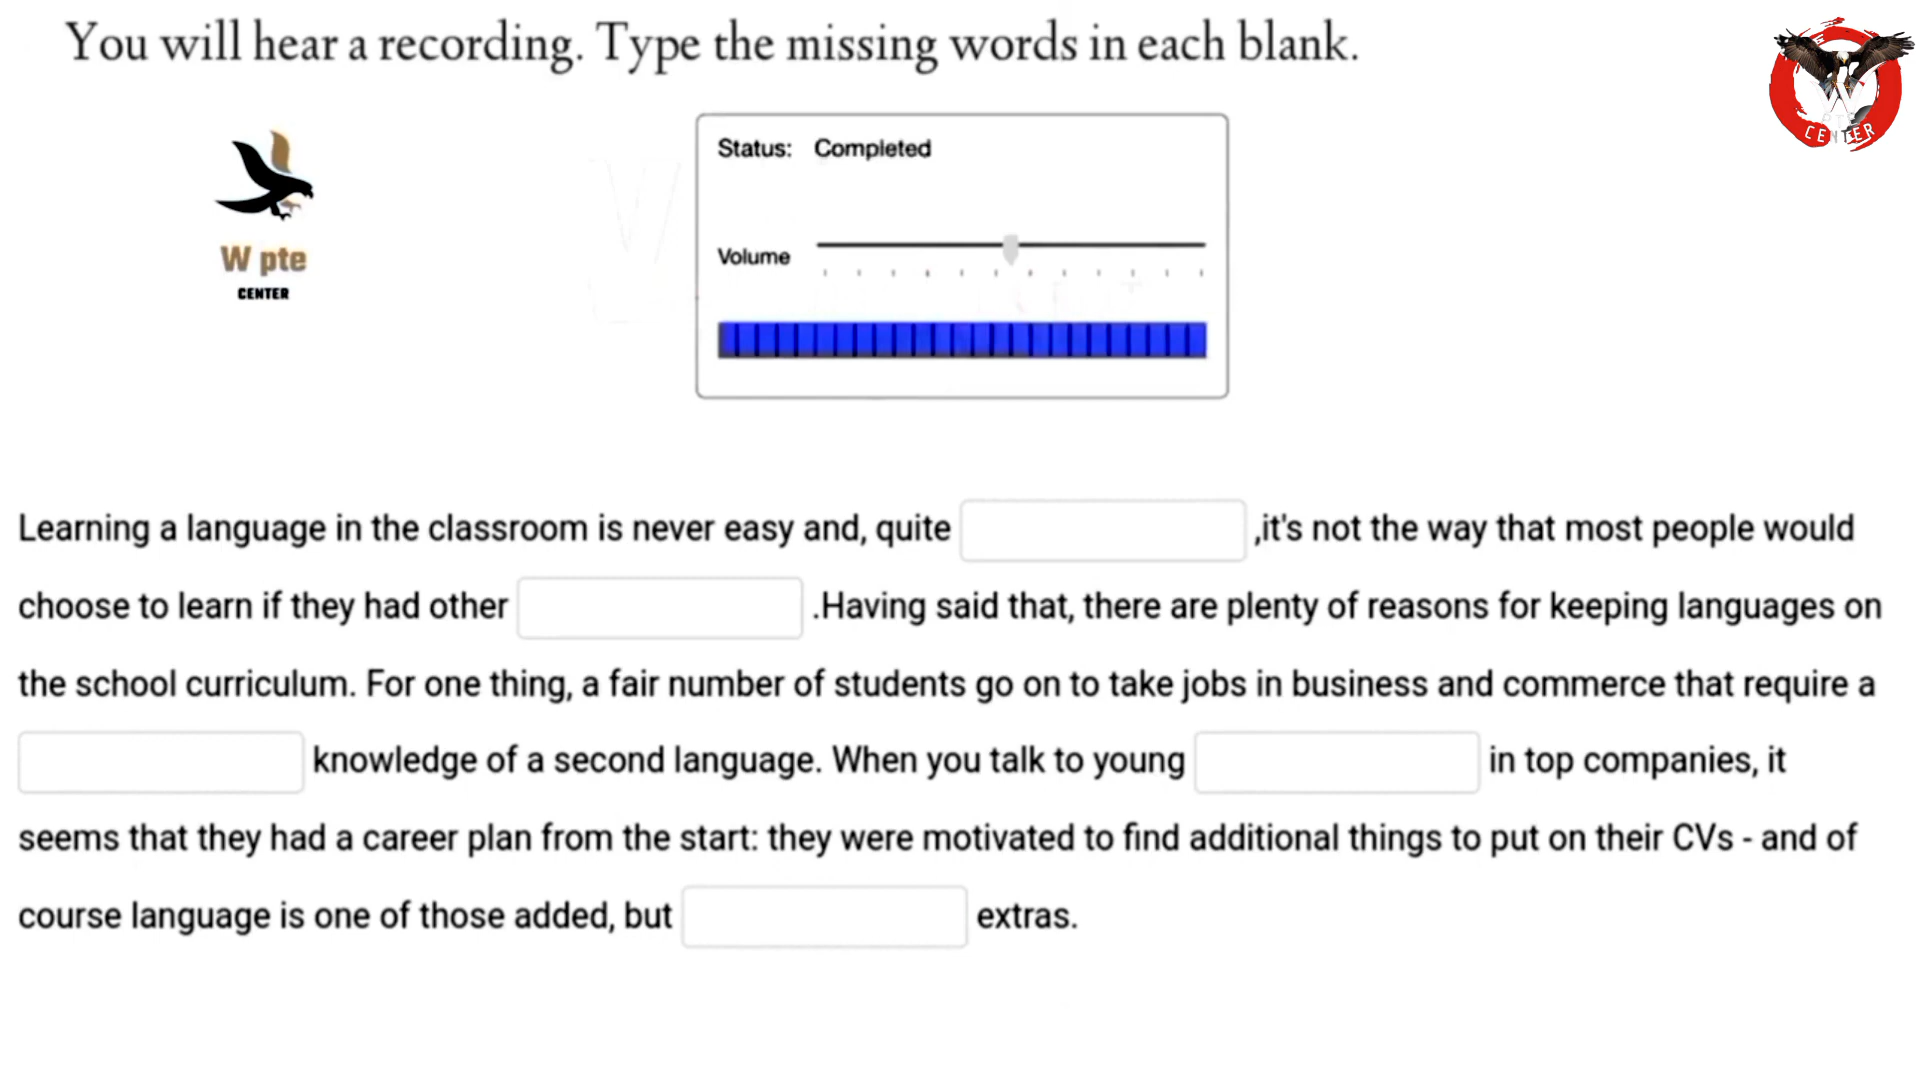 You will hear a recording. Type the missing words in each blank.
CENTER
Status: Completed
W pte
CENTER
Volume
Learning a language in the classroom is never easy and, quite ,it's not the way that most people would
choose to learn if they had other .Having said that, there are plenty of reasons for keeping languages on
the school curriculum. For one thing, a fair number of students go on to take jobs in business and commerce that require a
knowledge of a second language. When you talk to young in top companies, it
seems that they had a career plan from the start: they were motivated to find additional things to put on their CVs - and of
course language is one of those added, but extras.